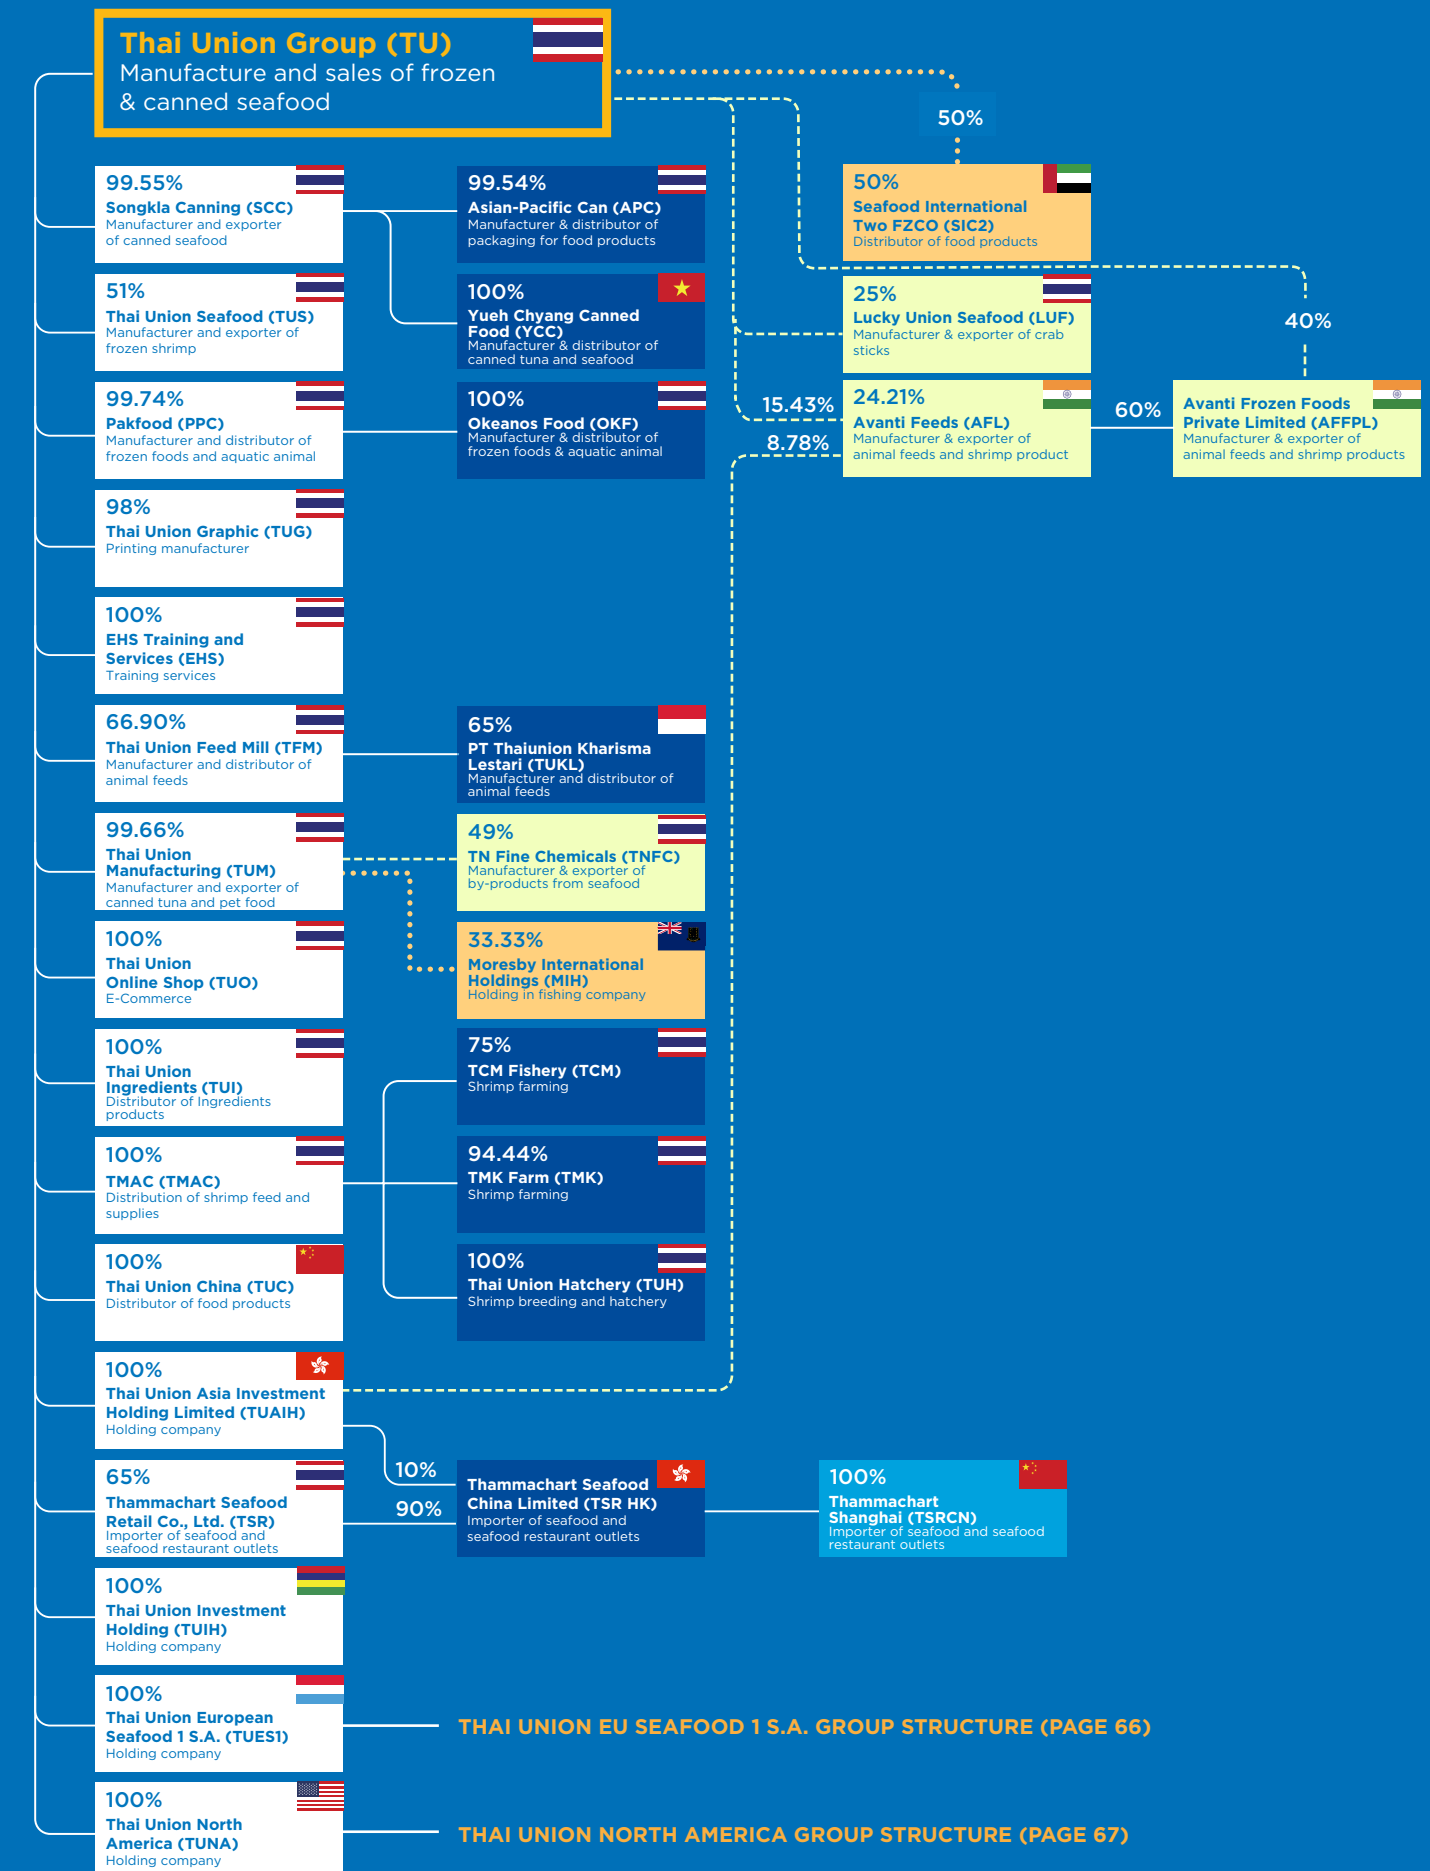 Thai Union Group (TU)
Manufacture and sales of frozen
& canned seafood
50%
99.55%
Songkla Canning (SCC)
Manufacturer and exporter
of canned seafood
99.54%
Asian-Pacific Can (APC)
Manufacturer & distributor of
packaging for food products
50%
Seafood International
Two FZCO (SIC2)
Distributor of food products
51%
Thai Union Seafood (TUS)
Manufacturer and exporter of
frozen shrimp
100%
Yueh Chyang Canned
Food (YCC)
Manufacturer & distributor of
canned tuna and seafood
25%
Lucky Union Seafood (LUF)
Manufacturer & exporter of crab
sticks
40%
99.74%
Pakfood (PPC)
Manufacturer and distributor of
frozen foods and aquatic animal
100%
Okeanos Food (OKF)
Manufacturer & distributor of
frozen foods & aquatic animal
15.43%
8.78%
24.21%
Avanti Feeds (AFL)
Manufacturer & exporter of
animal feeds and shrimp product
60%
Avanti Frozen Foods
Private Limited (AFFPL)
Manufacturer & exporter of
animal feeds and shrimp products
98%
Thai Union Graphic (TUG)
Printing manufacturer
100%
EHS Training and
Services (EHS)
Training services
66.90%
Thai Union Feed Mill (TFM)
Manufacturer and distributor of
animal feeds
65%
PT Thaiunion Kharisma
Lestari (TUKL)
Manufacturer and distributor of
animal feeds
99.66%
Thai Union
Manufacturing (TUM)
Manufacturer and exporter of
canned tuna and pet food
49%
TN Fine Chemicals (TNFC)
Manufacturer & exporter of
by-products from seafood
100%
Thai Union
Online Shop (TUO)
E-Commerce
33.33%
Moresby International
Holdings (MIH)
Holding in fishing company
100%
Thai Union
Ingredients (TUI)
Distributor of Ingredients
products
75%
TCM Fishery (TCM)
Shrimp farming
100%
TMAC (TMAC)
Distribution of shrimp feed and
supplies
94.44%
TMK Farm (TMK)
Shrimp farming
100%
Thai Union China (TUC)
Distributor of food products
100%
Thai Union Hatchery (TUH)
Shrimp breeding and hatchery
100%
Thai Union Asia Investment
Holding Limited (TUAIH)
Holding company
65%
Thammachart Seafood
Retail Co., Ltd. (TSR)
Importer of seafood and
seafood restaurant outlets
10%
90%
Thammachart Seafood
China Limited (TSR HK)
Importer of seafood and
seafood restaurant outlets
100%
Thammachart
Shanghai (TSRCN)
Importer of seafood and seafood
restaurant outlets
100%
Thai Union Investment
Holding (TUIH)
Holding company
100%
Thai Union European
Seafood 1 S.A. (TUES1)
Holding company
THAI UNION EU SEAFOOD 1 S.A. GROUP STRUCTURE (PAGE 66)
100%
Thai Union North
America (TUNA)
Holding company
THAI UNION NORTH AMERICA GROUP STRUCTURE (PAGE 67)